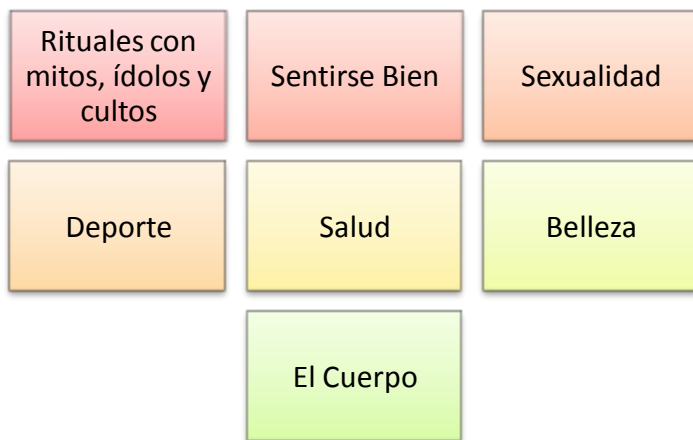 Rituales con
mitos, ídolos y
cultos
Sentirse Bien
Sexualidad
Deporte
Salud
Belleza
El Cuerpo